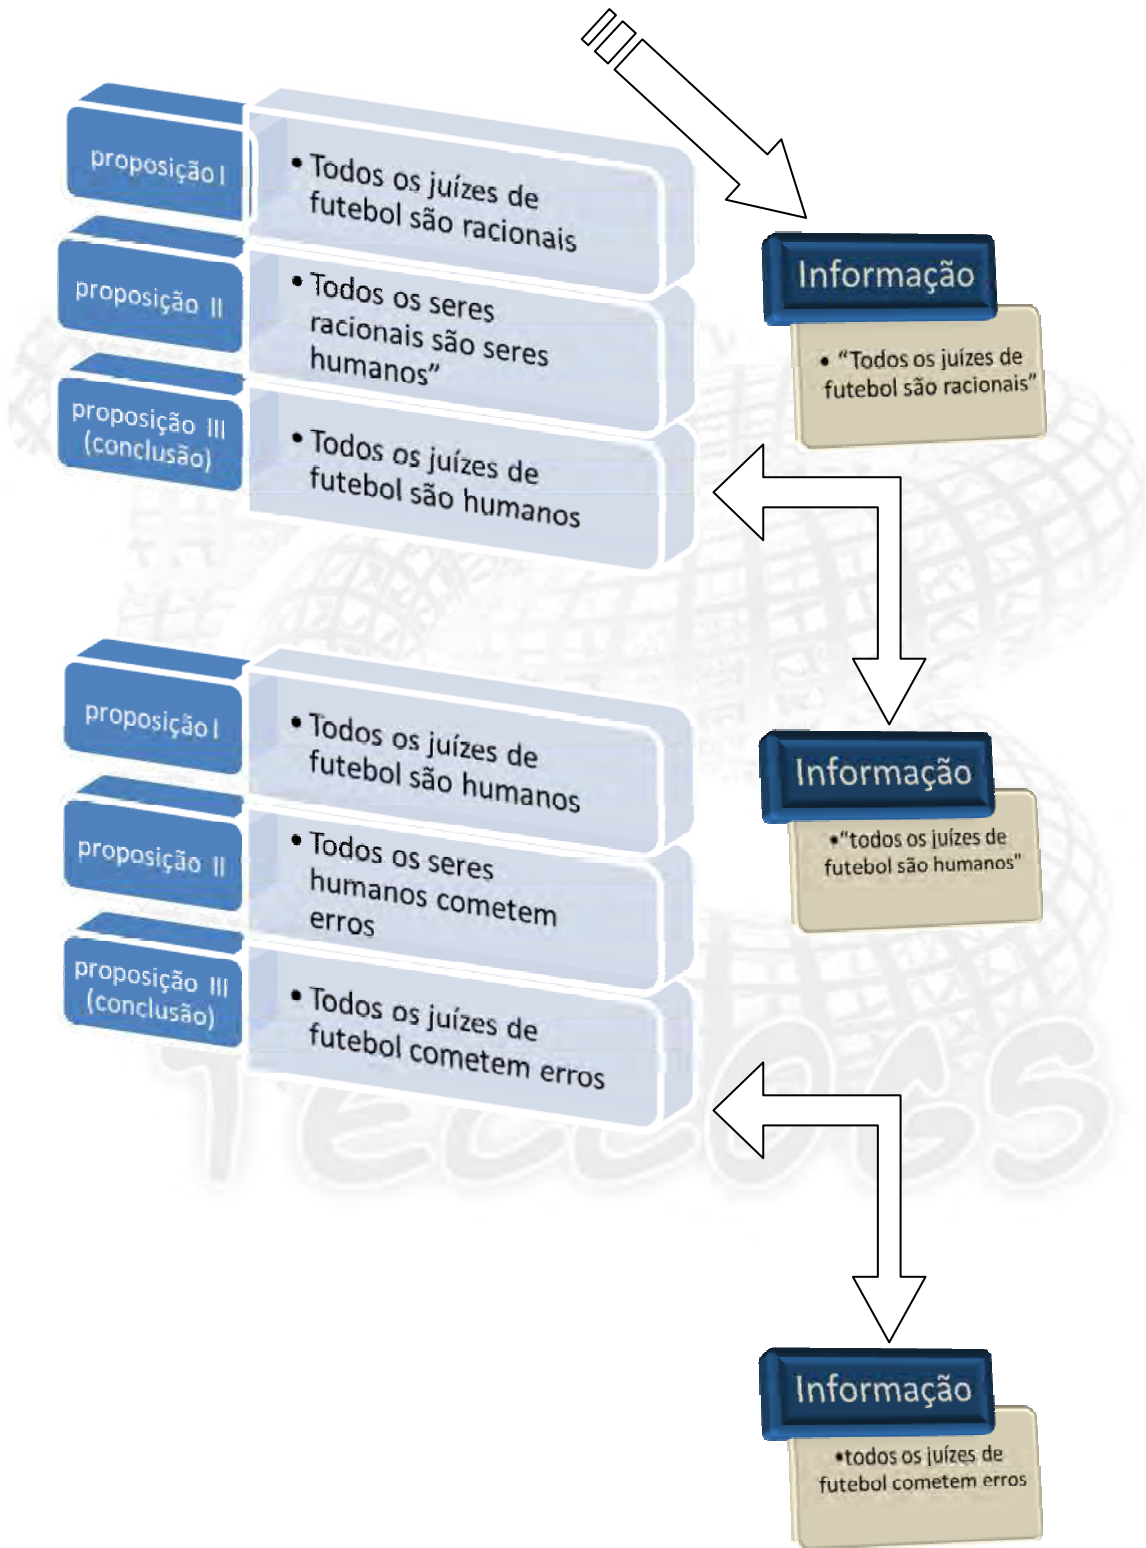 proposição I
• Todos os juízes de
futebol são racionais
proposição II
• Todos os seres
racionais são seres
humanos”
proposição III
(conclusão)
• Todos os juízes de
futebol são humanos
Informação
• “Todos os juízes de
futebol são racionais”
proposição I
• Todos os juízes de
futebol são humanos
proposição II
• Todos os seres
humanos cometem
erros
proposição III
(conclusão)
• Todos os juízes de
futebol cometem erros
Informação
•“todos os juízes de
futebol são humanos”
TECLOGS
Informação
•todos os juízes de
futebol cometem erros